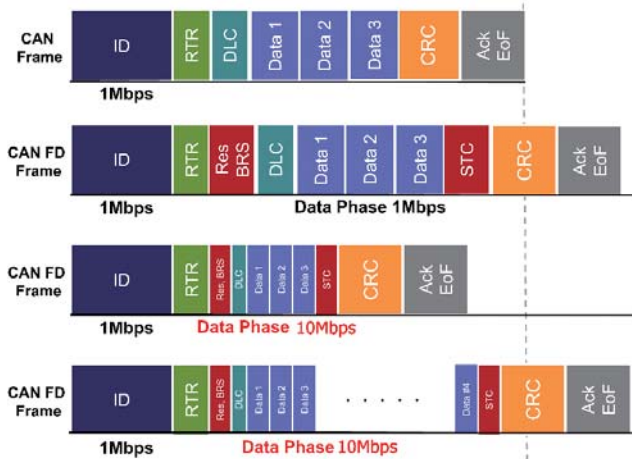 CAN Frame
ID RTR DLC Data 1 Data 2 Data 3 CRC Ack EoF
1Mbps
CAN FD Frame
ID RTR Res BRS DLC Data 1 Data 2 Data 3 STC CRC Ack EoF
1Mbps Data Phase 1Mbps
CAN FD Frame
ID RTR Res, BRS DLC Data 1 Data 2 Data 3 STC CRC Ack EoF
1Mbps Data Phase 10Mbps
CAN FD Frame
ID RTR Res, BRS DLC Data 1 Data 2 Data 3 . . . . . Data #4 STC CRC Ack EoF
1Mbps Data Phase 10Mbps